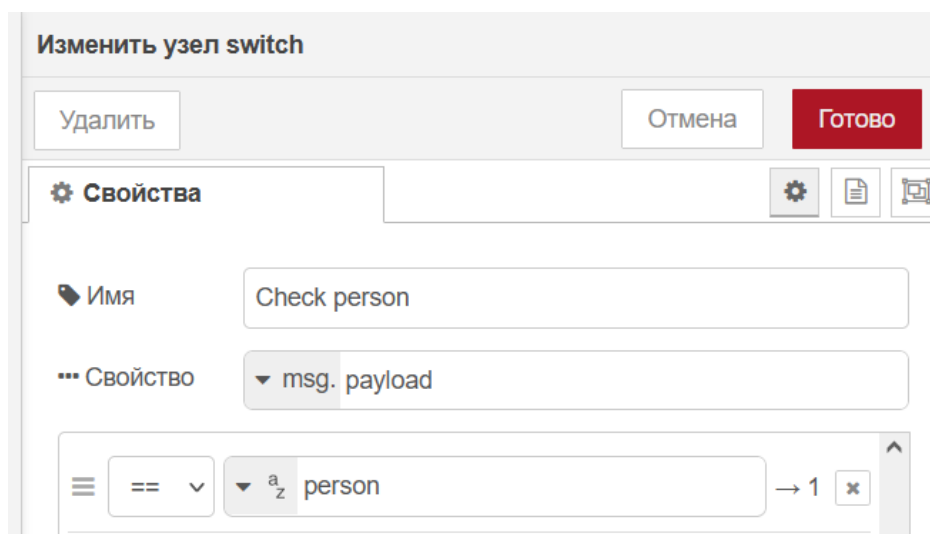 Изменить узел switch
Удалить Отмена Готово
Свойства
Имя Check person
Свойство msg. payload
== a z person → 1